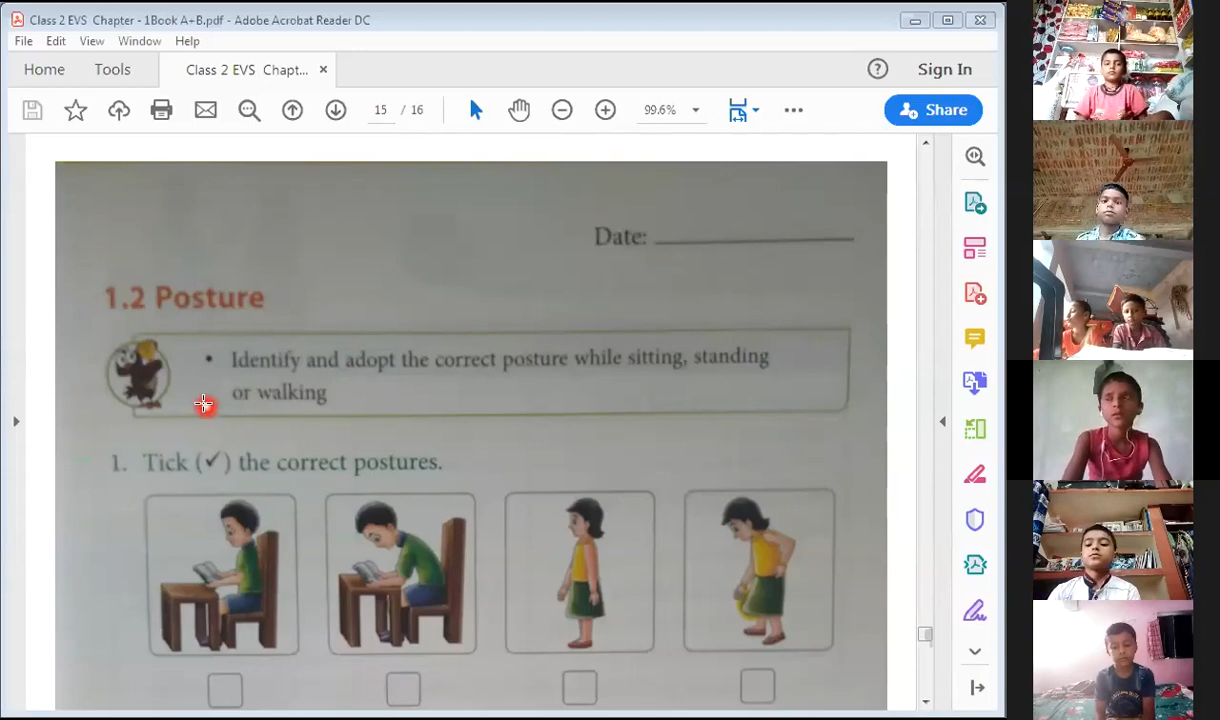 Class 2 EVS Chapter - 1Book A+B.pdf - Adobe Acrobat Reader DC
File Edit View Window Help
Home Tools Class 2 EVS Chapt... × Sign In
15 / 16 99.6% Share
Date:
1.2 Posture
• Identify and adopt the correct posture while sitting, standing
or walking
1. Tick (✓) the correct postures.